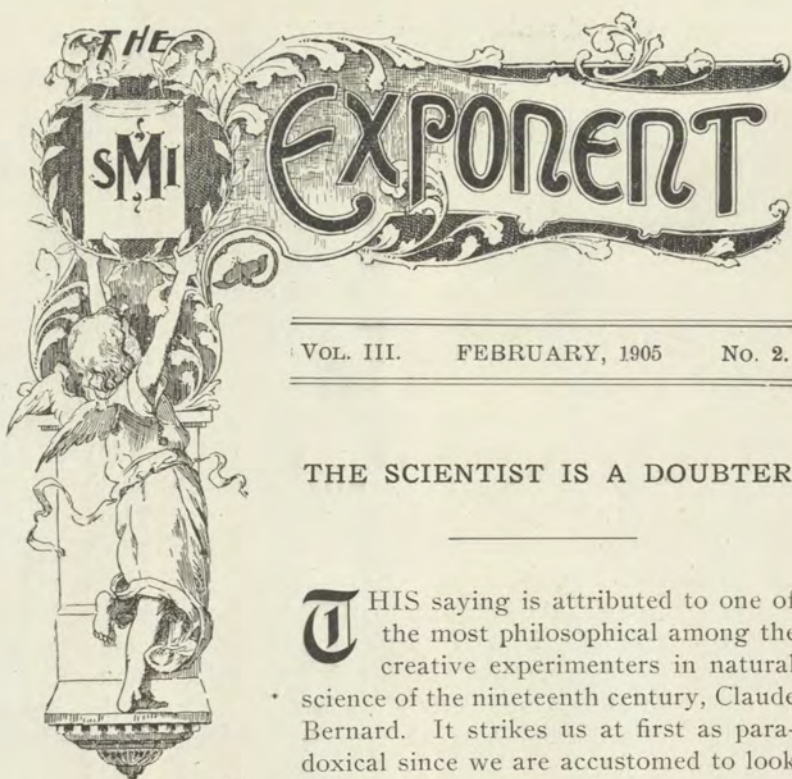 THE
SMI
EXPONENT
VOL. III. FEBRUARY, 1905 No. 2.
THE SCIENTIST IS A DOUBTER
THIS saying is attributed to one of
the most philosophical among the
creative experimenters in natural
science of the nineteenth century, Claude
Bernard. It strikes us at first as para-
doxical since we are accustomed to look